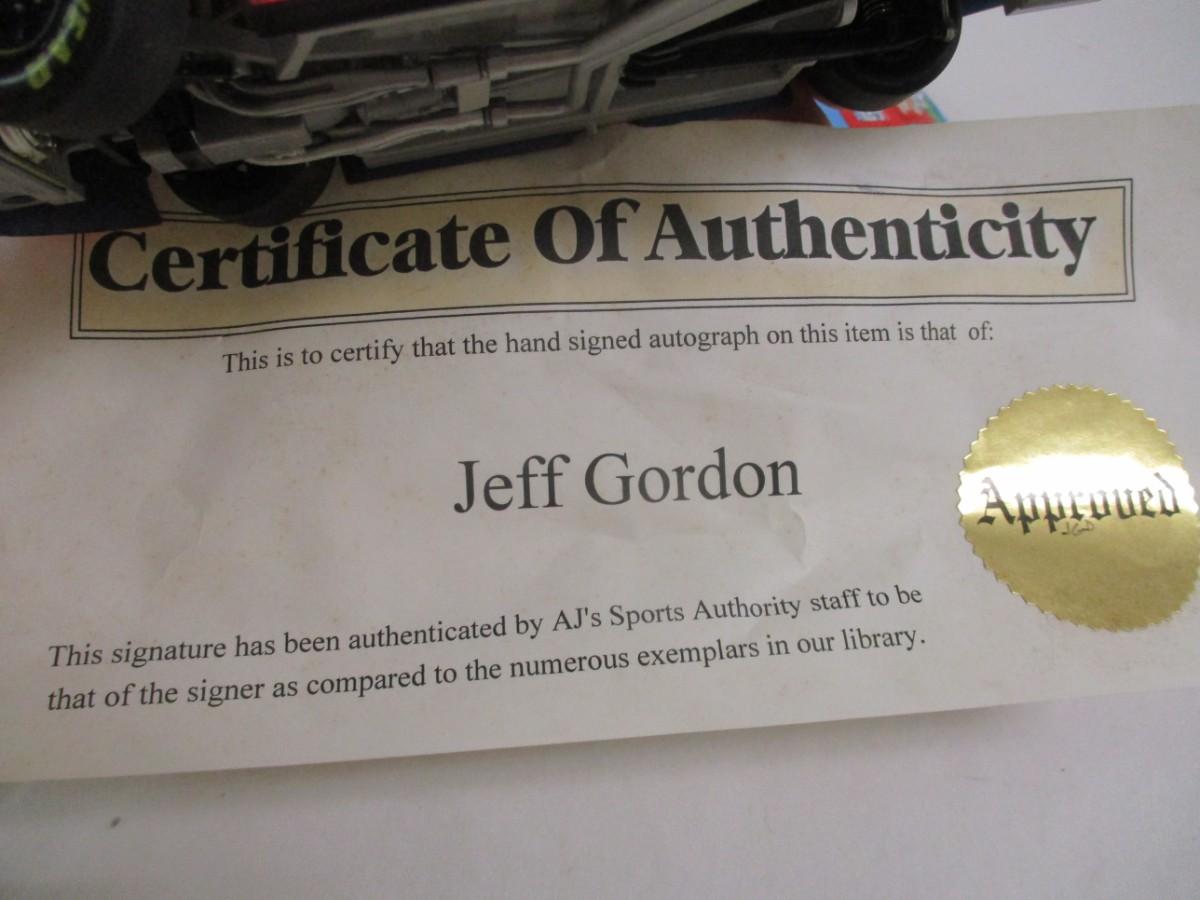 Certificate Of Authenticity
This is to certify that the hand signed autograph on this item is that of:
Jeff Gordon
Approved
This signature has been authenticated by AJ's Sports Authority staff to be
that of the signer as compared to the numerous exemplars in our library.